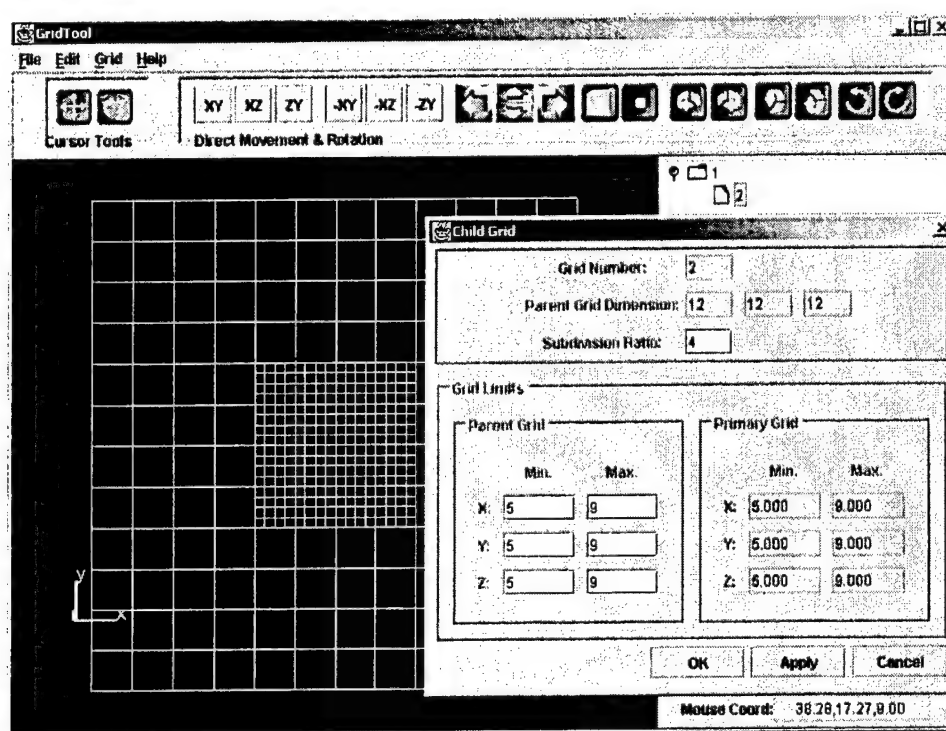 GridTool
File Edit Grid Help
XY XZ ZY -XY -XZ -ZY
Cursor Tools
Direct Movement & Rotation
1
2
Child Grid
Grid Number: 2
Parent Grid Dimension: 12 12 12
Subdivision Ratio: 4
Grid Limits
Parent Grid
Min. Max.
X: 5 9
Y: 5 9
Z: 5 9
Primary Grid
Min. Max.
X: 5.000 9.000
Y: 5.000 9.000
Z: 5.000 9.000
OK Apply Cancel
y
x
Mouse Coord: 38.28,17.27,9.00